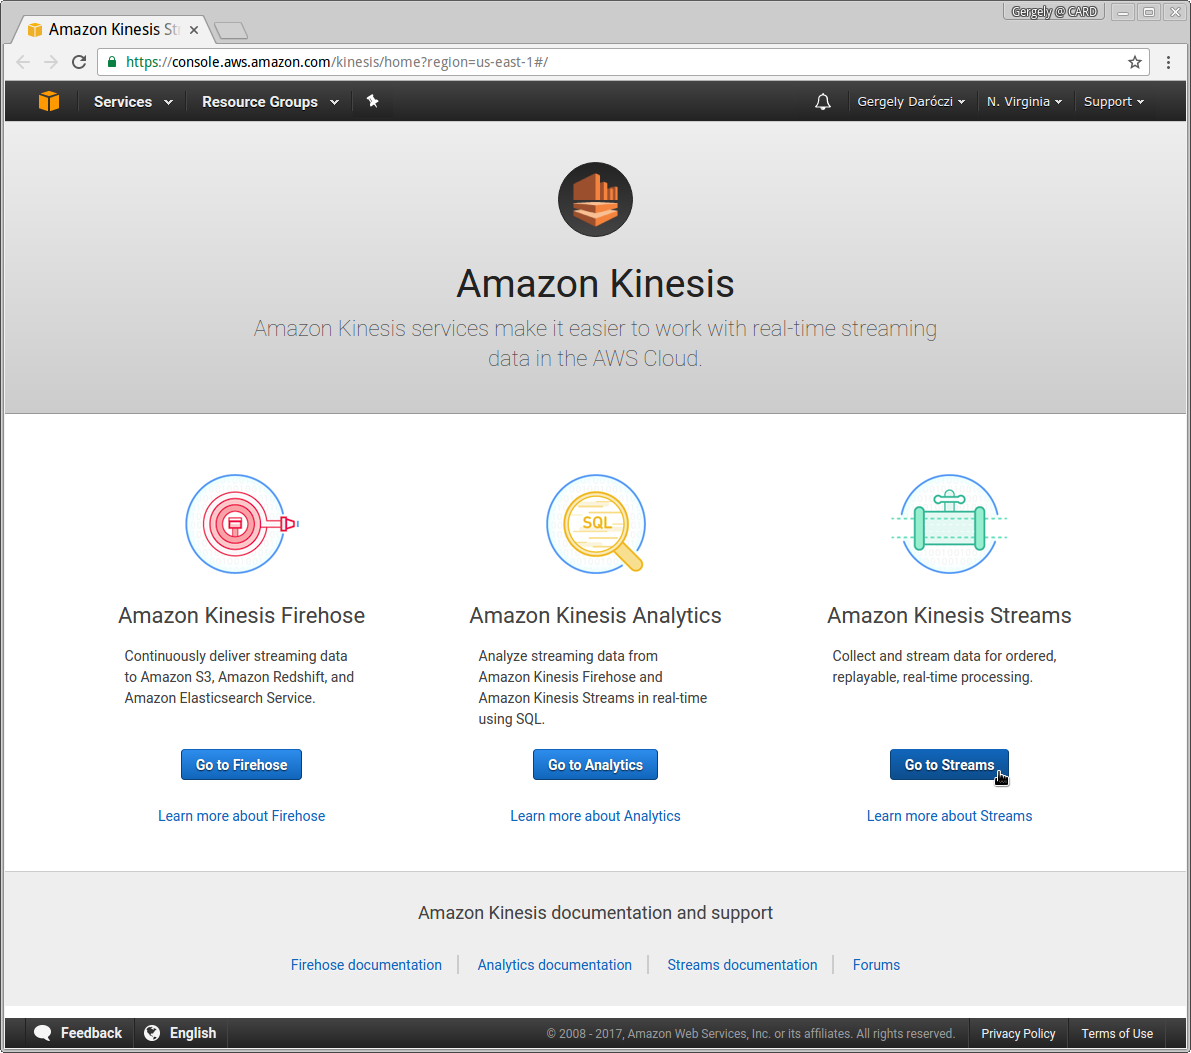 Gergely @ CARD
Amazon Kinesis Str
https://console.aws.amazon.com/kinesis/home?region=us-east-1#/
Services Resource Groups Gergely Daróczi N. Virginia Support
Amazon Kinesis
Amazon Kinesis services make it easier to work with real-time streaming
data in the AWS Cloud.
SQL
Amazon Kinesis Firehose
Continuously deliver streaming data
to Amazon S3, Amazon Redshift, and
Amazon Elasticsearch Service.
Go to Firehose
Learn more about Firehose
Amazon Kinesis Analytics
Analyze streaming data from
Amazon Kinesis Firehose and
Amazon Kinesis Streams in real-time
using SQL.
Go to Analytics
Learn more about Analytics
Amazon Kinesis Streams
Collect and stream data for ordered,
replayable, real-time processing.
Go to Streams
Learn more about Streams
Amazon Kinesis documentation and support
Firehose documentation Analytics documentation Streams documentation Forums
Feedback English © 2008 - 2017, Amazon Web Services, Inc. or its affiliates. All rights reserved. Privacy Policy Terms of Use